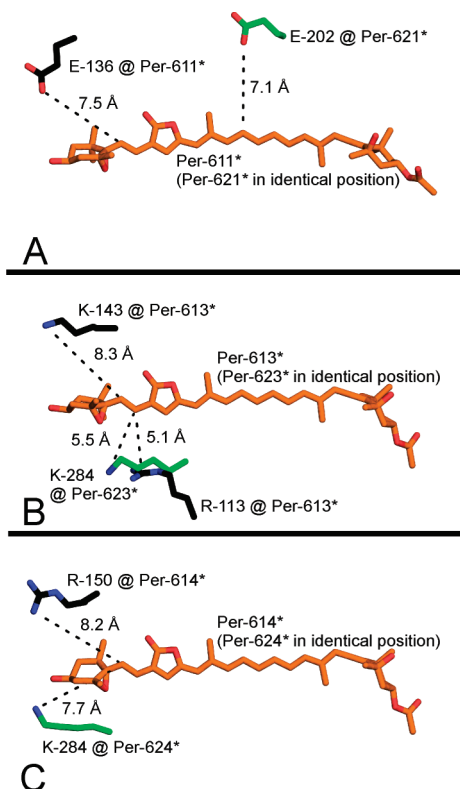 E-136 @ Per-611*
7.5 Å
E-202 @ Per-621*
7.1 Å
Per-611*
(Per-621* in identical position)
A
K-143 @ Per-613*
8.3 Å
Per-613*
(Per-623* in identical position)
5.5 Å
5.1 Å
K-284
@ Per-623*
R-113 @ Per-613*
B
R-150 @ Per-614*
8.2 Å
Per-614*
(Per-624* in identical position)
7.7 Å
K-284 @ Per-624*
C